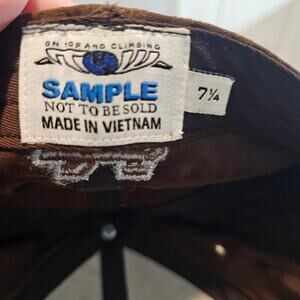 ON TOP AND CLIMBING
SAMPLE
NOT TO BE SOLD
MADE IN VIETNAM
7¼